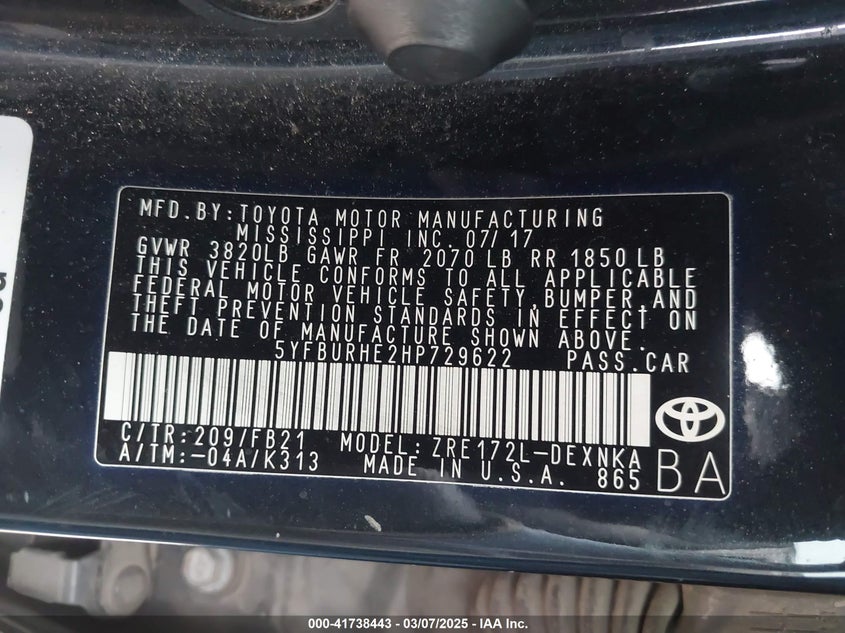 MFD.BY:TOYOTA MOTOR MANUFACTURING
MISSISSIPPI INC. 07/17
GVWR 3820LB GAWR FR 2070 LB RR 1850 LB
THIS VEHICLE CONFORMS TO ALL APPLICABLE
FEDERAL MOTOR VEHICLE SAFETY,BUMPER,AND
THEFT PREVENTION STANDARDS IN EFFECT ON
THE DATE OF MANUFACTURE SHOWN ABOVE.
5YFBURHE2HP729622 PASS.CAR
C/TR:209/FB21 MODEL:ZRE172L-DEXNKA
A/TM:-04A/K313 MADE IN U.S.A. 865
BA
000-41738443 - 03/07/2025 - IAA Inc.